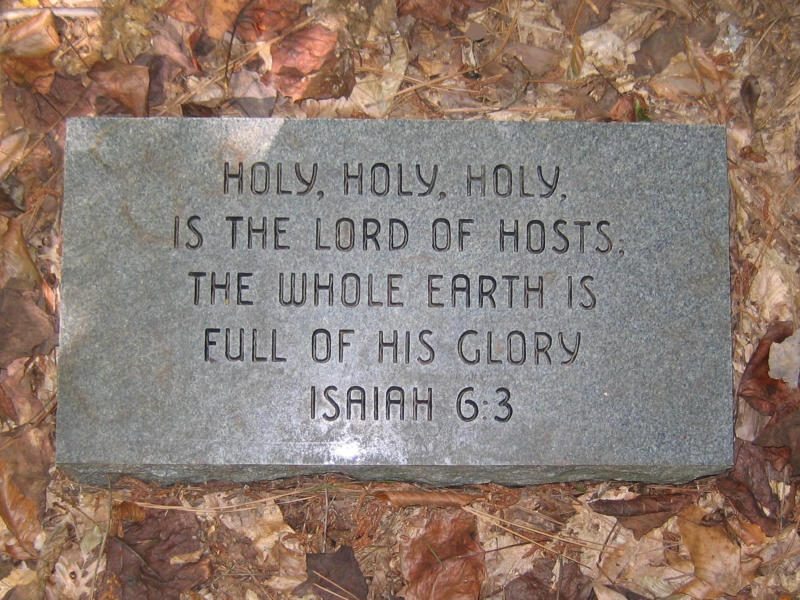 HOLY, HOLY, HOLY,
IS THE LORD OF HOSTS;
THE WHOLE EARTH IS
FULL OF HIS GLORY
ISAIAH 6:3